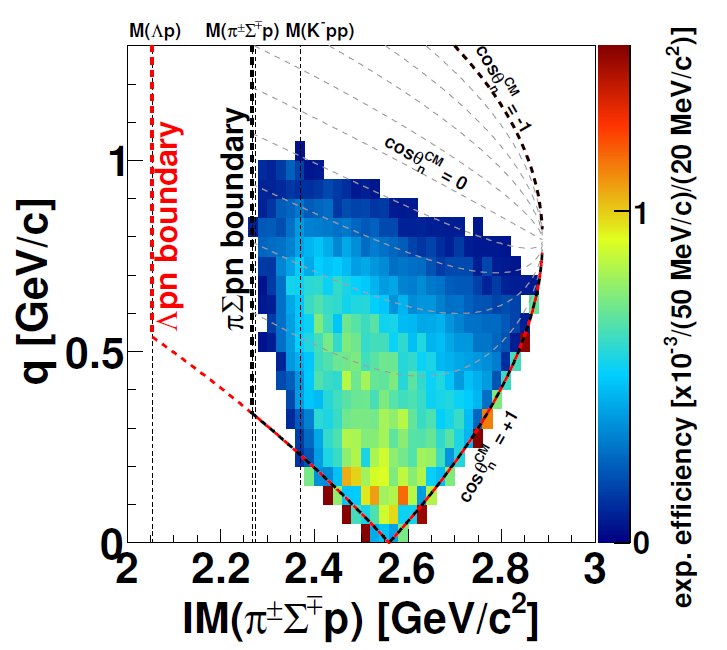 M(Λp) M(π±Σ∓p) M(K⁻pp)
cosθₙᶜᴹ = -1
cosθₙᶜᴹ = 0
cosθₙᶜᴹ = +1
Λpn boundary
πΣpn boundary
q [GeV/c]
1
0.5
0
2 2.2 2.4 2.6 2.8 3
IM(π±Σ∓p) [GeV/c²]
1
0
exp. efficiency [x10⁻³/(50 MeV/c)/(20 MeV/c²)]